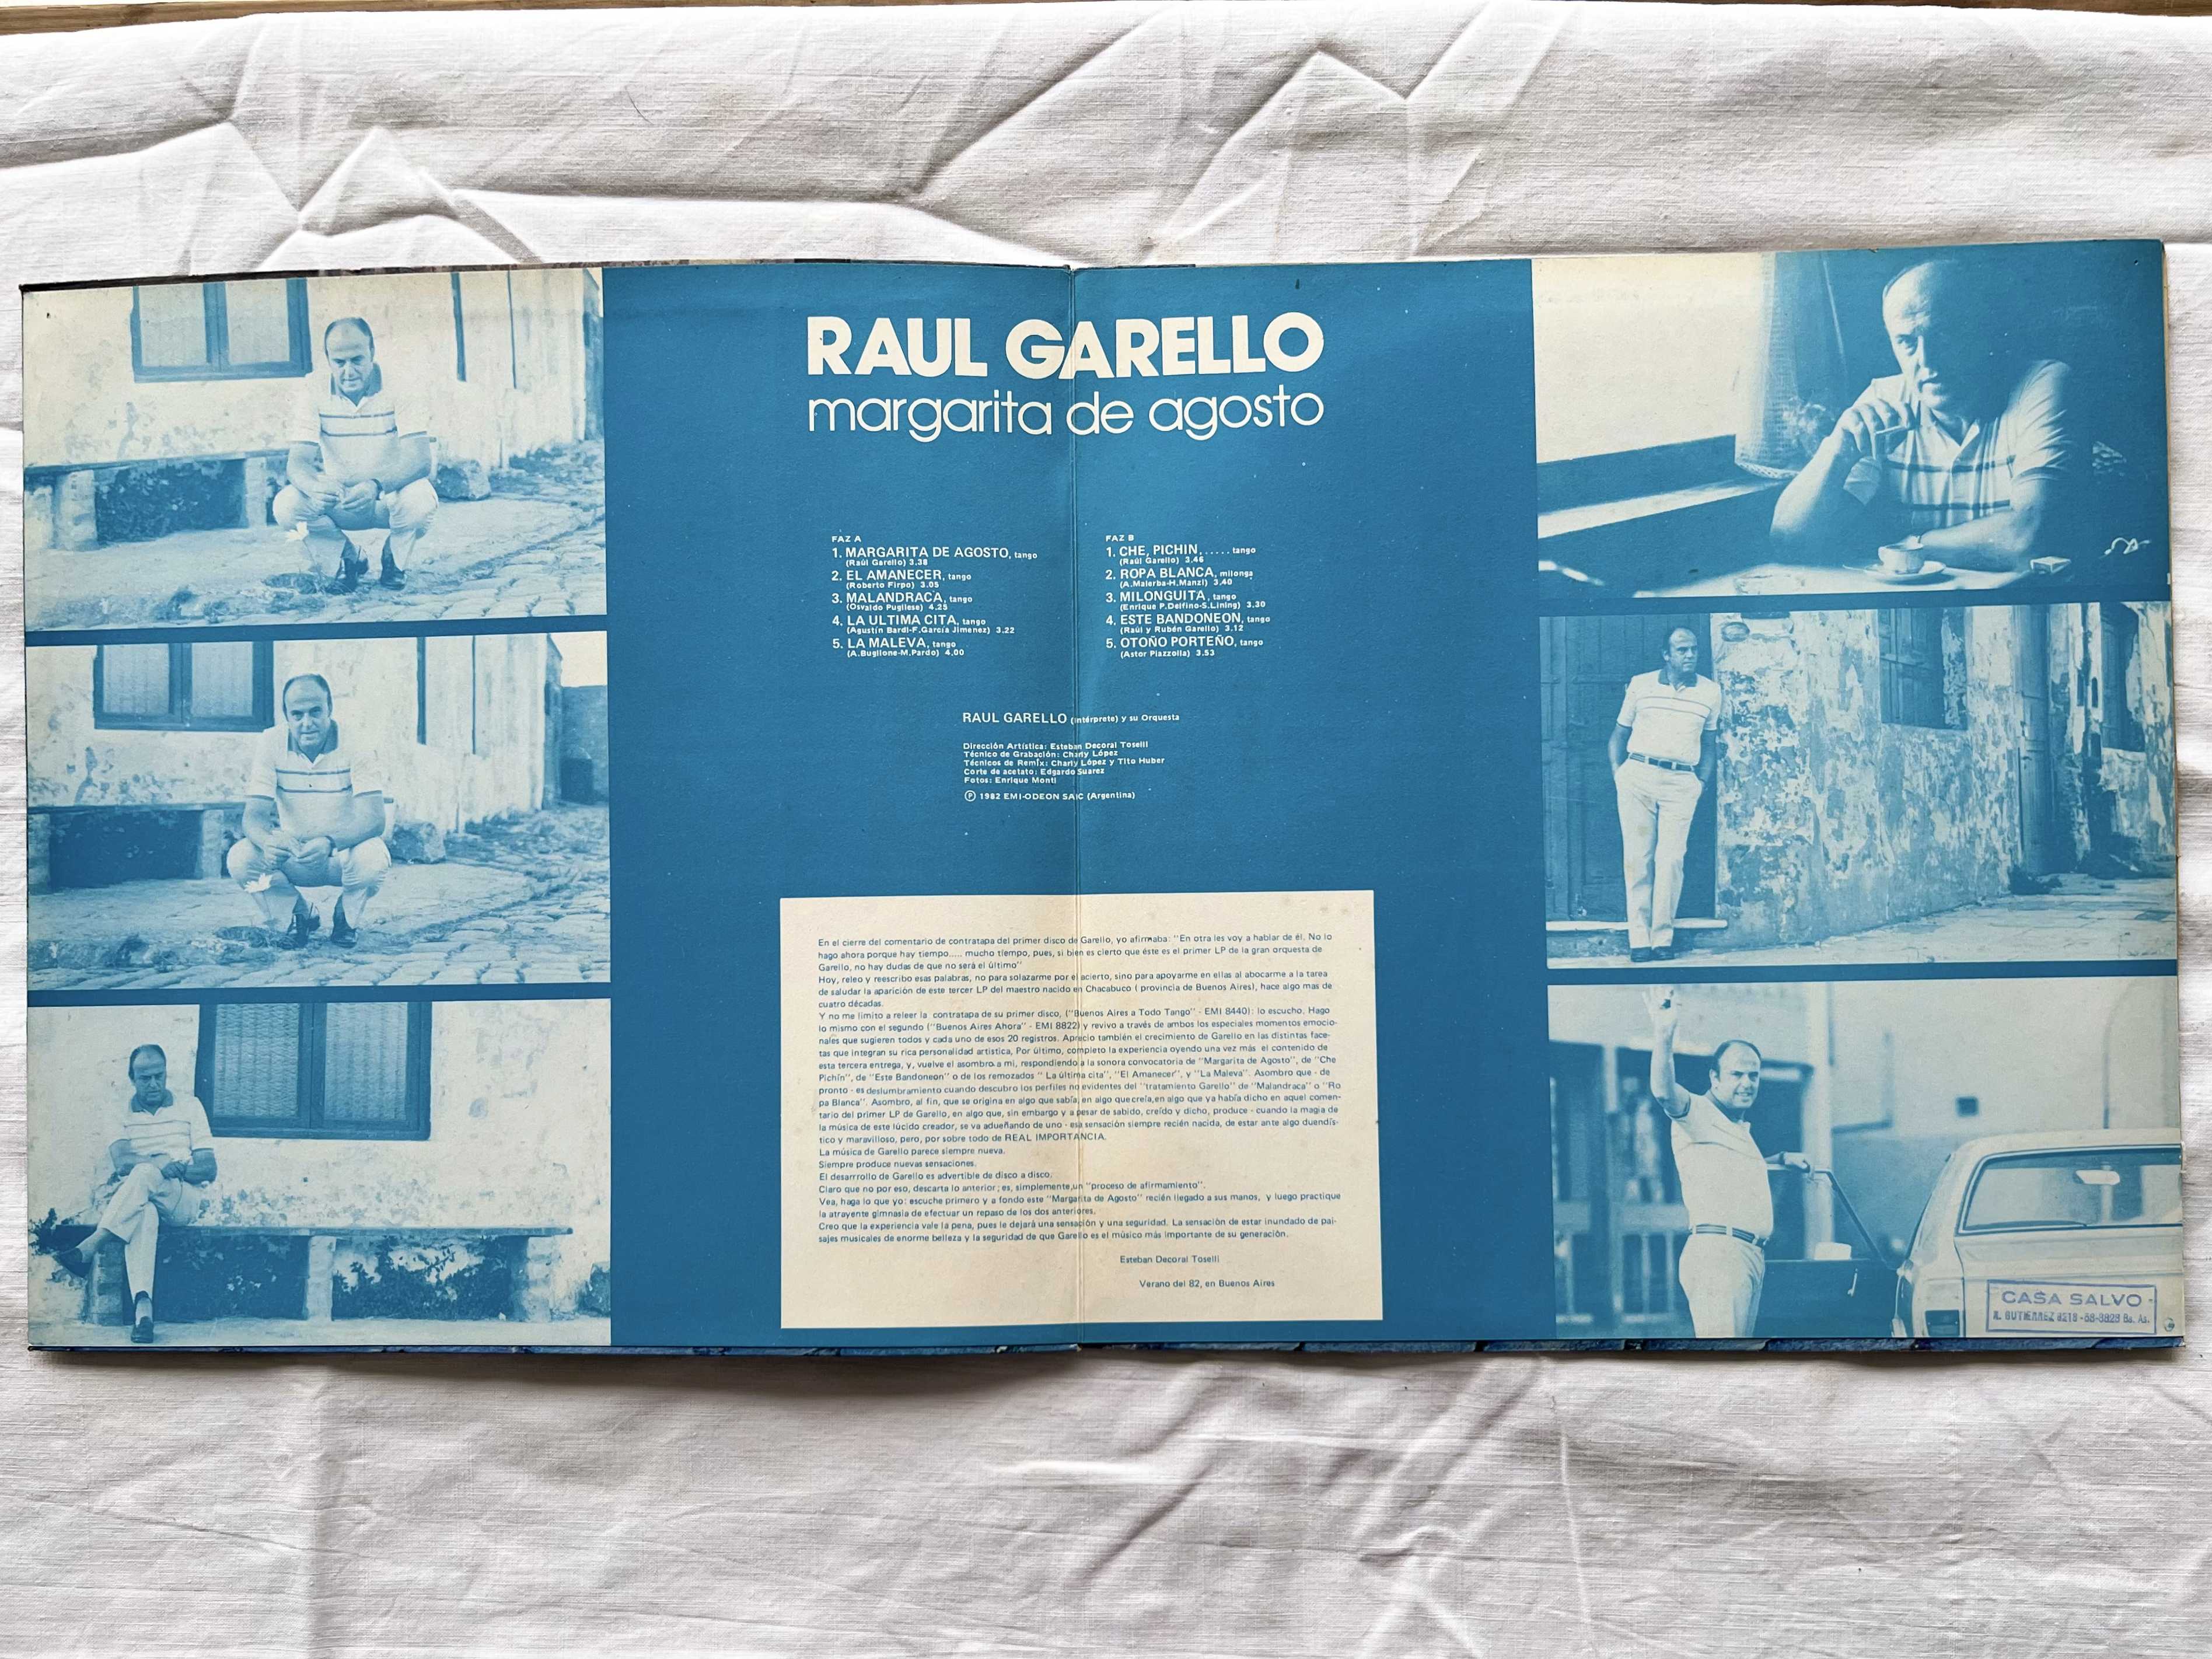 RAUL GARELLO
margarita de agosto
FAZ A
1. MARGARITA DE AGOSTO, tango
(Raúl Garello) 3.38
2. EL AMANECER, tango
(Roberto Firpo) 3.05
3. MALANDRACA, tango
(Osvaldo Pugliese) 4.25
4. LA ULTIMA CITA, tango
(Agustín Bardi-F.García Jimenez) 3.22
5. LA MALEVA, tango
(A.Buglione-M.Pardo) 4,00
FAZ B
1. CHE, PICHIN, ..... tango
(Raúl Garello) 3.46
2. ROPA BLANCA, milonga
(A.Malerba-H.Manzi) 3,40
3. MILONGUITA, tango
(Enrique P.Delfino-S.Lining) 3.30
4. ESTE BANDONEON, tango
(Raúl y Rubén Garello) 3.12
5. OTOÑO PORTEÑO, tango
(Astor Piazzolla) 3.53
RAUL GARELLO (intérprete) y su Orquesta
Dirección Artística: Esteban Decoral Toselli
Técnico de Grabación: Charly López
Técnicos de Remix: Charly López y Tito Huber
Corte de acetato: Edgardo Suarez
Fotos: Enrique Monti
Ⓟ 1982 EMI-ODEON SAIC (Argentina)
En el cierre del comentario de contratapa del primer disco de Garello, yo afirmaba: "En otra les voy a hablar de él. No lo
hago ahora porque hay tiempo..... mucho tiempo, pues, si bien es cierto que éste es el primer LP de la gran orquesta de
Garello, no hay dudas de que no será el último"
Hoy, releo y reescribo esas palabras, no para solazarme por el acierto, sino para apoyarme en ellas al abocarme a la tarea
de saludar la aparición de este tercer LP del maestro nacido en Chacabuco ( provincia de Buenos Aires), hace algo mas de
cuatro décadas.
Y no me limito a releer la contratapa de su primer disco, ("Buenos Aires a Todo Tango" - EMI 8440): lo escucho. Hago
lo mismo con el segundo ("Buenos Aires Ahora" - EMI 8822) y revivo a través de ambos los especiales momentos emocio-
nales que sugieren todos y cada uno de esos 20 registros. Aprecio también el crecimiento de Garello en las distintas face-
tas que integran su rica personalidad artística, Por último, completo la experiencia oyendo una vez más el contenido de
esta tercera entrega, y, vuelve el asombro a mi, respondiendo a la sonora convocatoria de "Margarita de Agosto", de "Che
Pichín", de "Este Bandoneon" o de los remozados " La última cita", "El Amanecer", y "La Maleva". Asombro que - de
pronto - es deslumbramiento cuando descubro los perfiles no evidentes del "tratamiento Garello" de "Malandraca" o "Ro
pa Blanca". Asombro, al fin, que se origina en algo que sabía, en algo que creía, en algo que ya había dicho en aquel comen-
tario del primer LP de Garello, en algo que, sin embargo y a pesar de sabido, creído y dicho, produce - cuando la magia de
la música de este lúcido creador, se va adueñando de uno - esa sensación siempre recién nacida, de estar ante algo duendís-
tico y maravilloso, pero, por sobre todo de REAL IMPORTANCIA.
La música de Garello parece siempre nueva.
Siempre produce nuevas sensaciones.
El desarrollo de Garello es advertible de disco a disco.
Claro que no por eso, descarta lo anterior; es, simplemente,un "proceso de afirmamiento".
Vea, haga lo que yo: escuche primero y a fondo este "Margarita de Agosto" recién llegado a sus manos, y luego practique
la atrayente gimnasia de efectuar un repaso de los dos anteriores.
Creo que la experiencia vale la pena, pues le dejará una sensación y una seguridad. La sensación de estar inundado de pai-
sajes musicales de enorme belleza y la seguridad de que Garello es el músico más importante de su generación.
Esteban Decoral Toselli
Verano del 82, en Buenos Aires
CASA SALVO
R. GUTIERREZ 8218 - 68-3828 Bs. As.